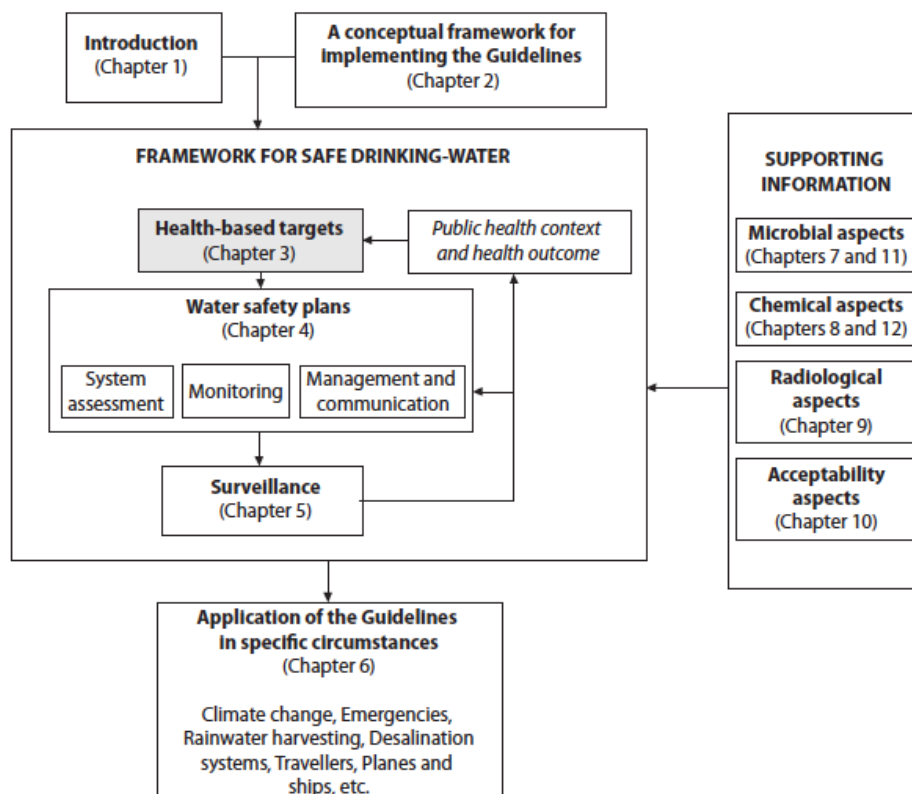 Introduction
(Chapter 1)
A conceptual framework for
implementing the Guidelines
(Chapter 2)
FRAMEWORK FOR SAFE DRINKING-WATER
Health-based targets
(Chapter 3)
Public health context
and health outcome
Water safety plans
(Chapter 4)
System
assessment
Monitoring
Management and
communication
Surveillance
(Chapter 5)
SUPPORTING
INFORMATION
Microbial aspects
(Chapters 7 and 11)
Chemical aspects
(Chapters 8 and 12)
Radiological
aspects
(Chapter 9)
Acceptability
aspects
(Chapter 10)
Application of the Guidelines
in specific circumstances
(Chapter 6)
Climate change, Emergencies,
Rainwater harvesting, Desalination
systems, Travellers, Planes and
ships, etc.